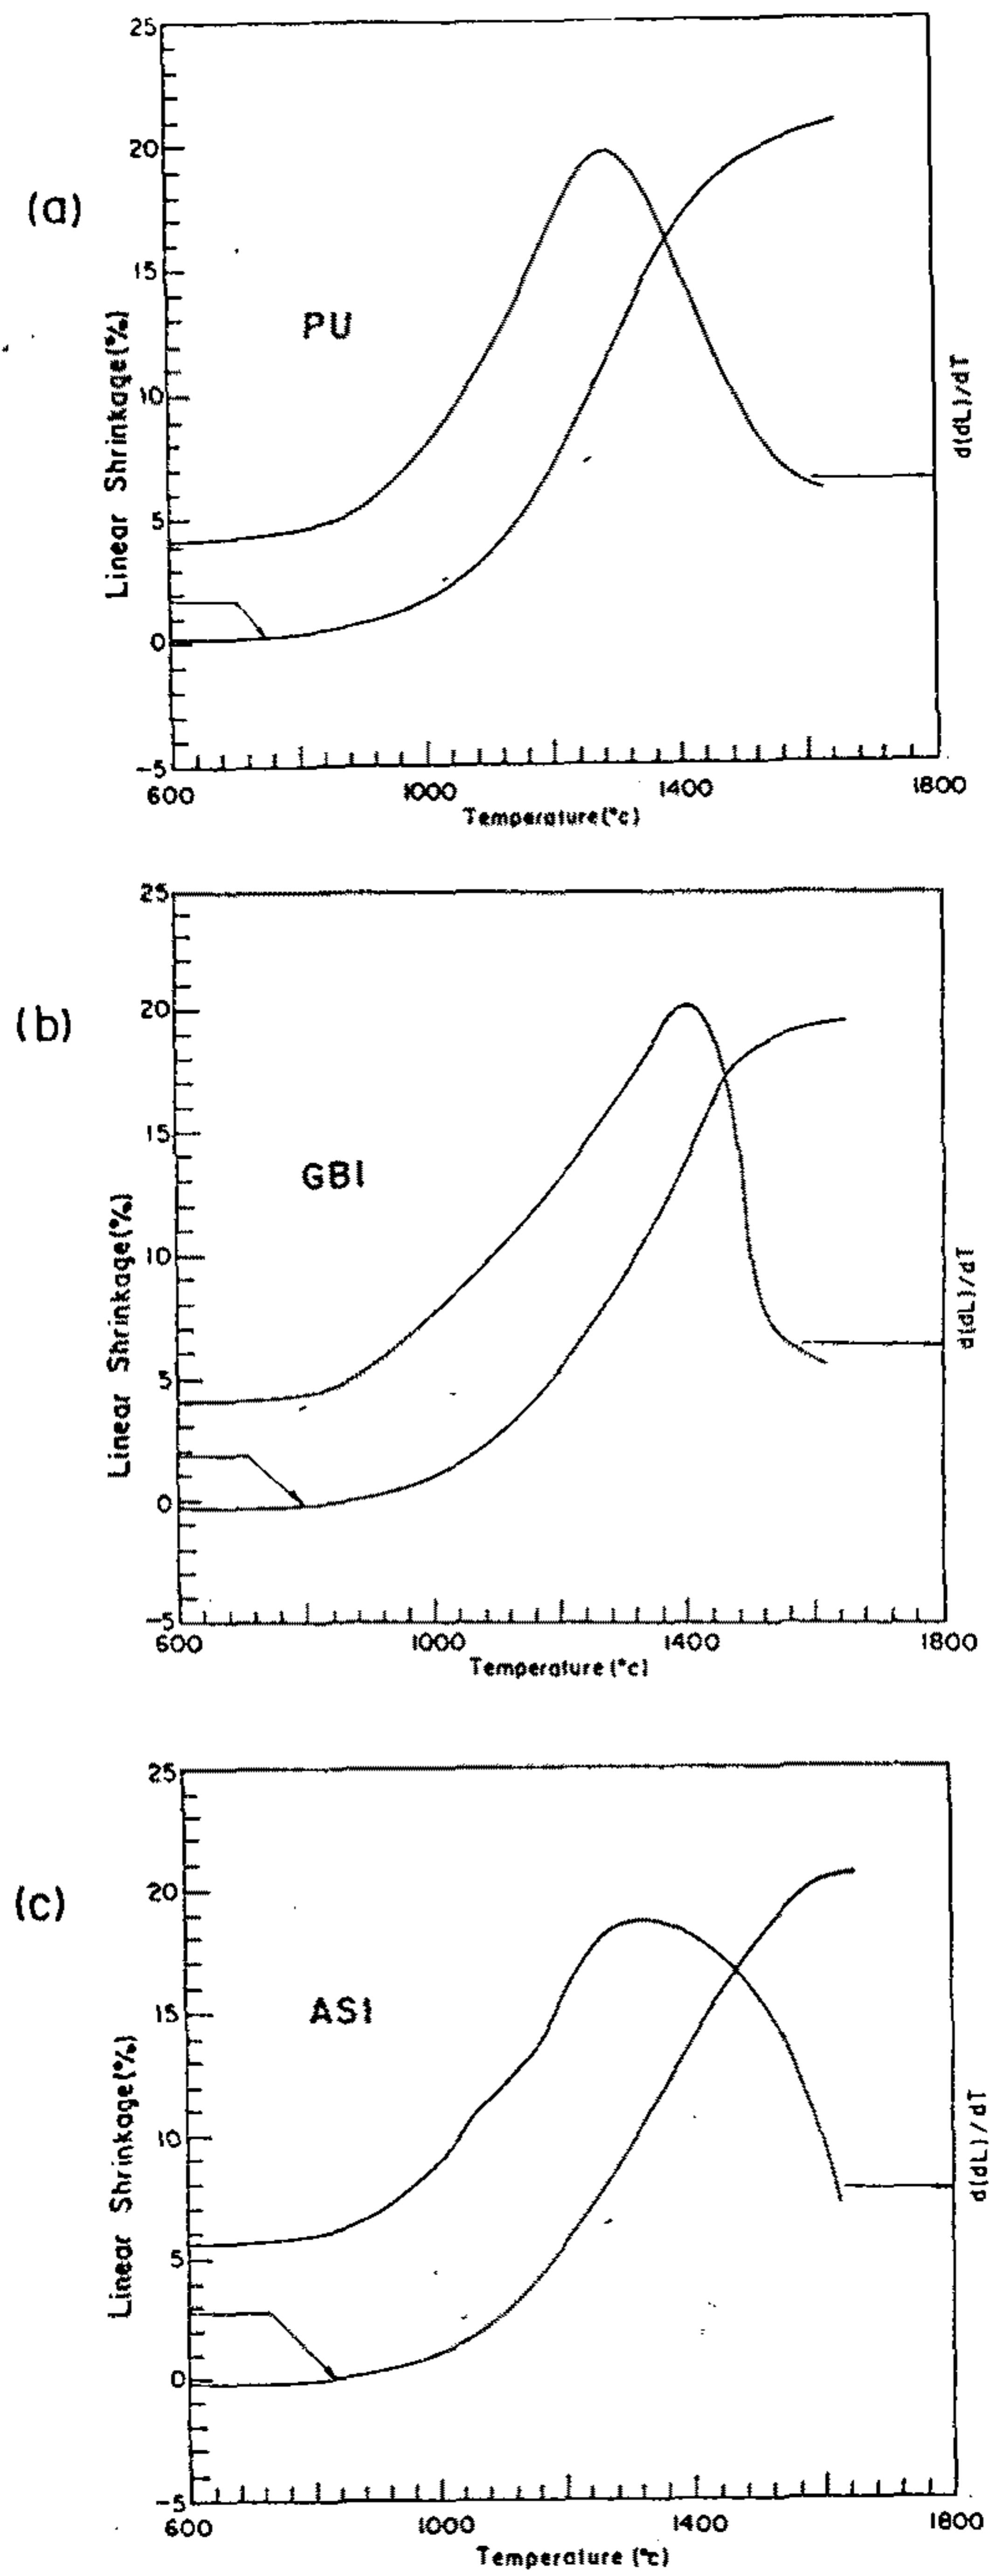 (a)
25
20
15
10
5
0
-5
PU
Linear Shrinkage(%)
d(dL)/dT
600 1000 1400 1800
Temperature(°c)
(b)
25
20
15
10
5
0
-5
GBI
Linear Shrinkage(%)
d(dL)/dT
600 1000 1400 1800
Temperature(°c)
(c)
25
20
15
10
5
0
-5
ASI
Linear Shrinkage(%)
d(dL)/dT
600 1000 1400 1800
Temperature (°c)